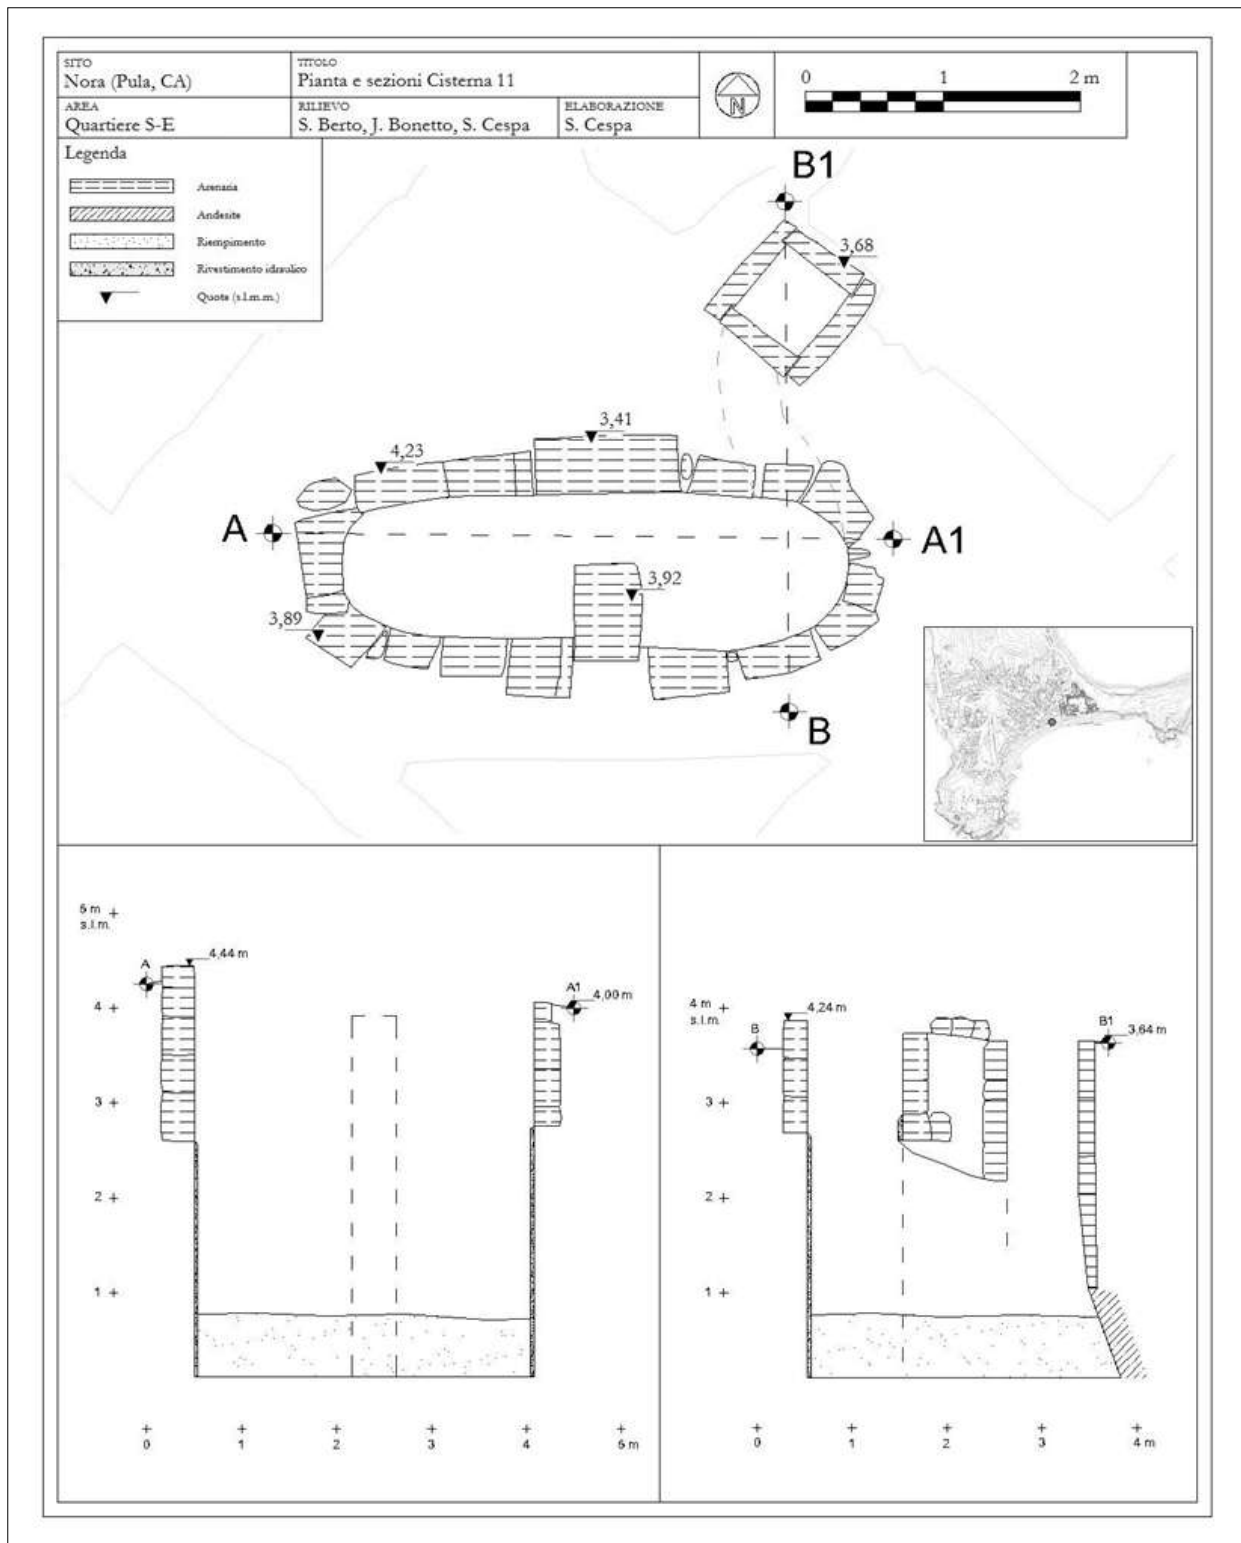 SITO
Nora (Pula, CA)
TITOLO
Pianta e sezioni Cisterna 11
AREA
Quartiere S-E
RILIEVO
S. Berto, J. Bonetto, S. Cespa
ELABORAZIONE
S. Cespa
N
0 1 2 m
Legenda
Arenaria
Andesite
Riempimento
Rivestimento idraulico
Quote (s.l.m.m.)
B1
3,68
3,41
4,23
A
A1
3,92
3,89
B
5 m
s.l.m.
A
4,44 m
A1
4,00 m
4
3
2
1
0 1 2 3 4 5 m
4 m
s.l.m.
B
4,24 m
B1
3,64 m
3
2
1
0 1 2 3 4 m